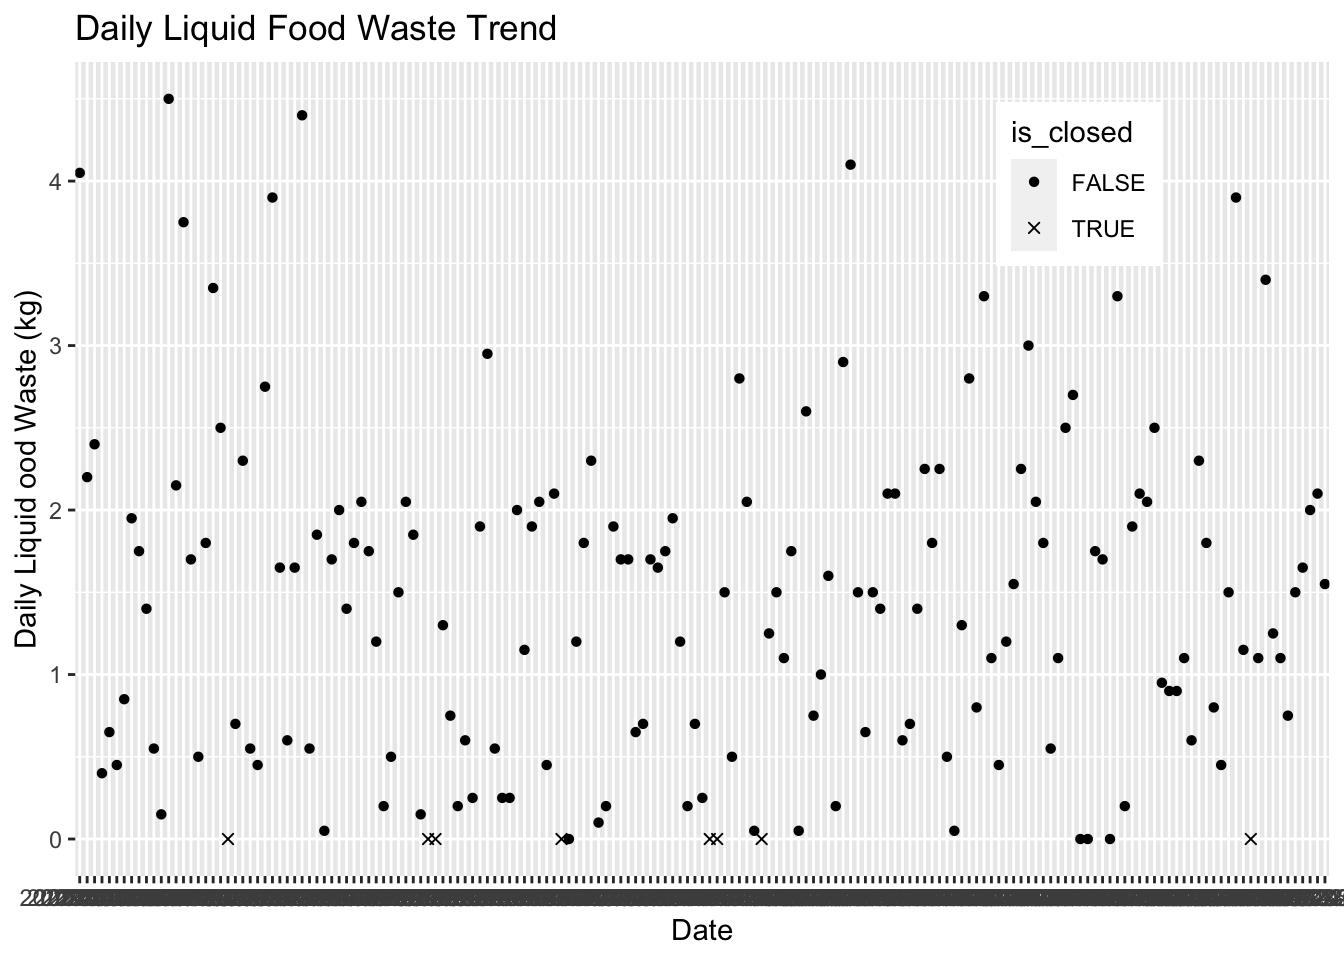 Daily Liquid Food Waste Trend
is_closed
FALSE
TRUE
4
3
2
1
0
Daily Liquid ood Waste (kg)
Date